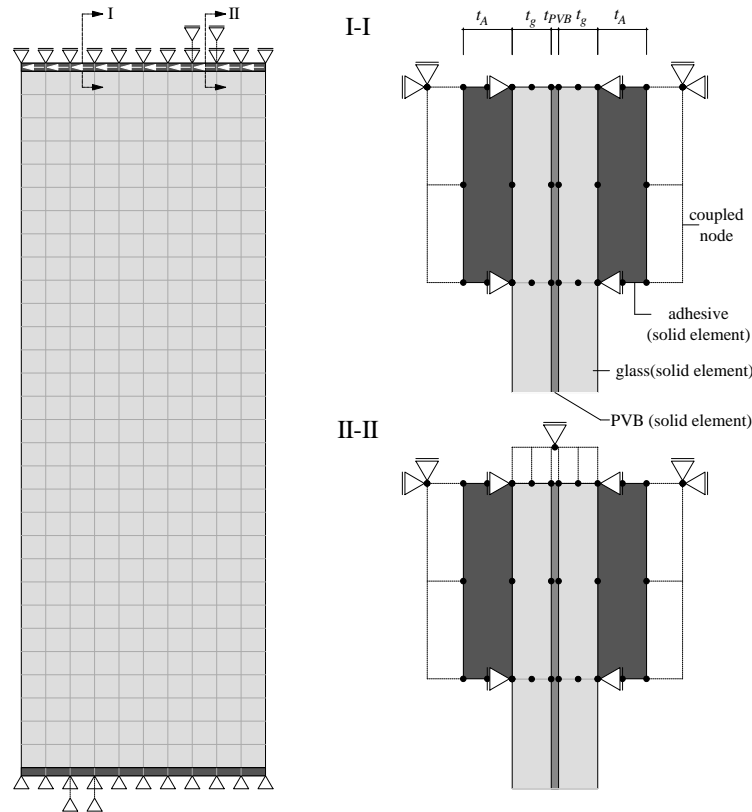 I
II
I-I
t_A
t_g
t_PVB
t_g
t_A
coupled
node
adhesive
(solid element)
glass(solid element)
PVB (solid element)
II-II